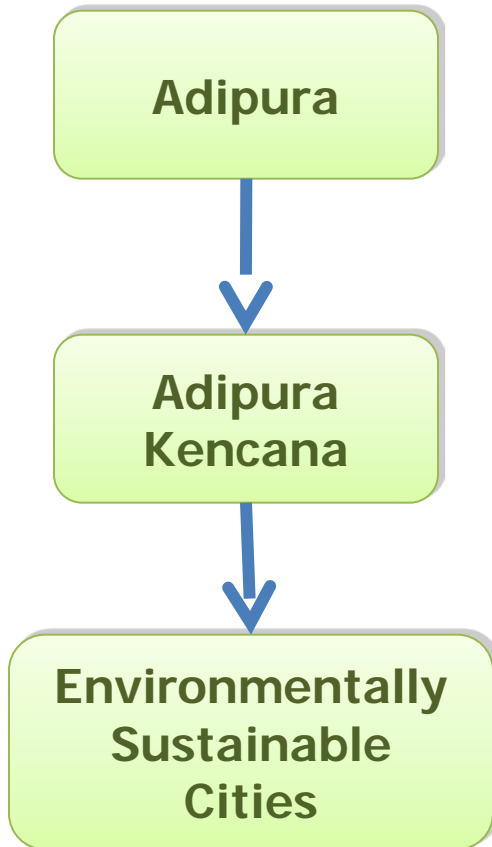 Adipura
Adipura
Kencana
Environmentally
Sustainable
Cities